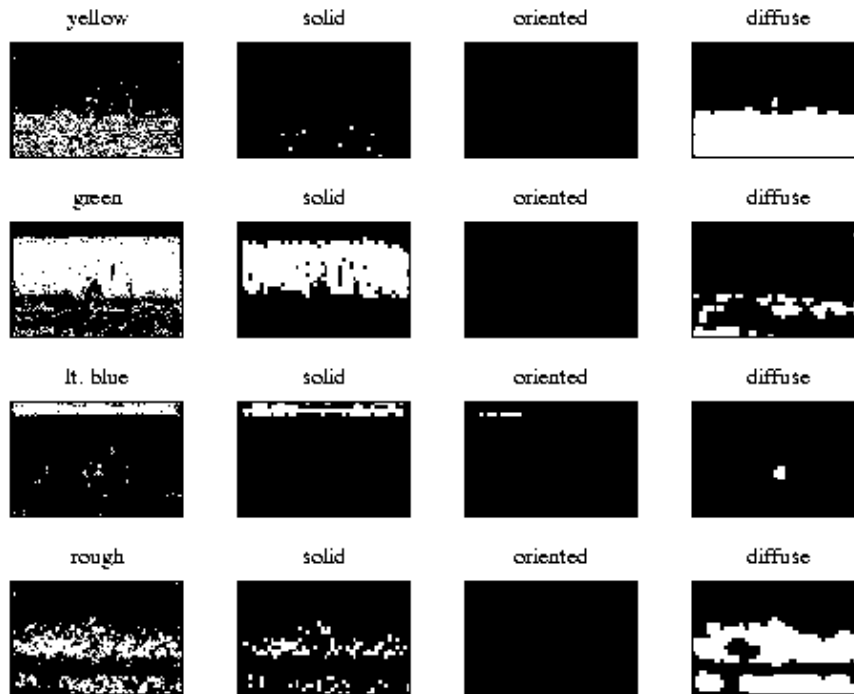 yellow solid oriented diffuse
green solid oriented diffuse
lt. blue solid oriented diffuse
rough solid oriented diffuse